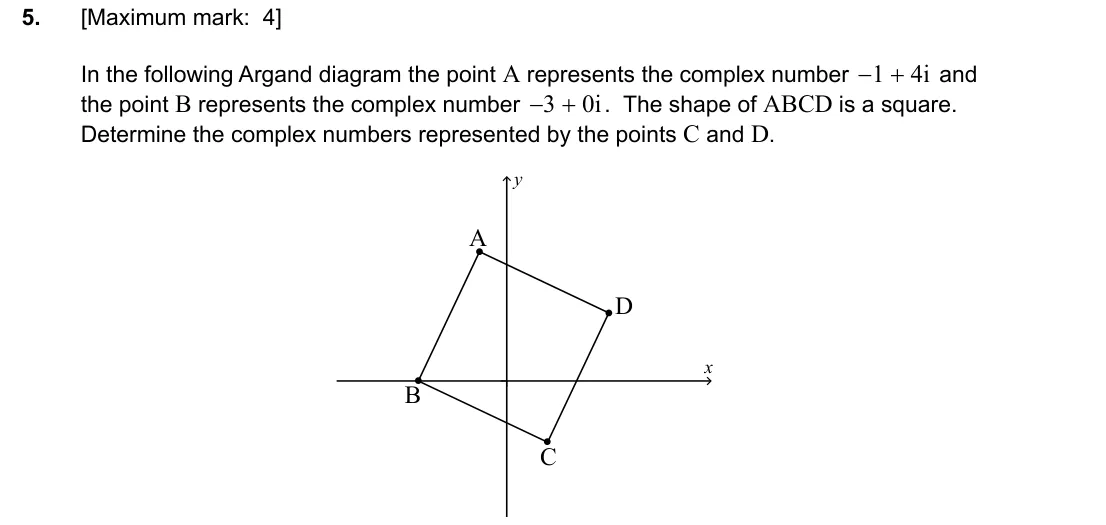 5. [Maximum mark: 4]
In the following Argand diagram the point A represents the complex number −1 + 4i and
the point B represents the complex number −3 + 0i. The shape of ABCD is a square.
Determine the complex numbers represented by the points C and D.
y
A
D
x
B
C